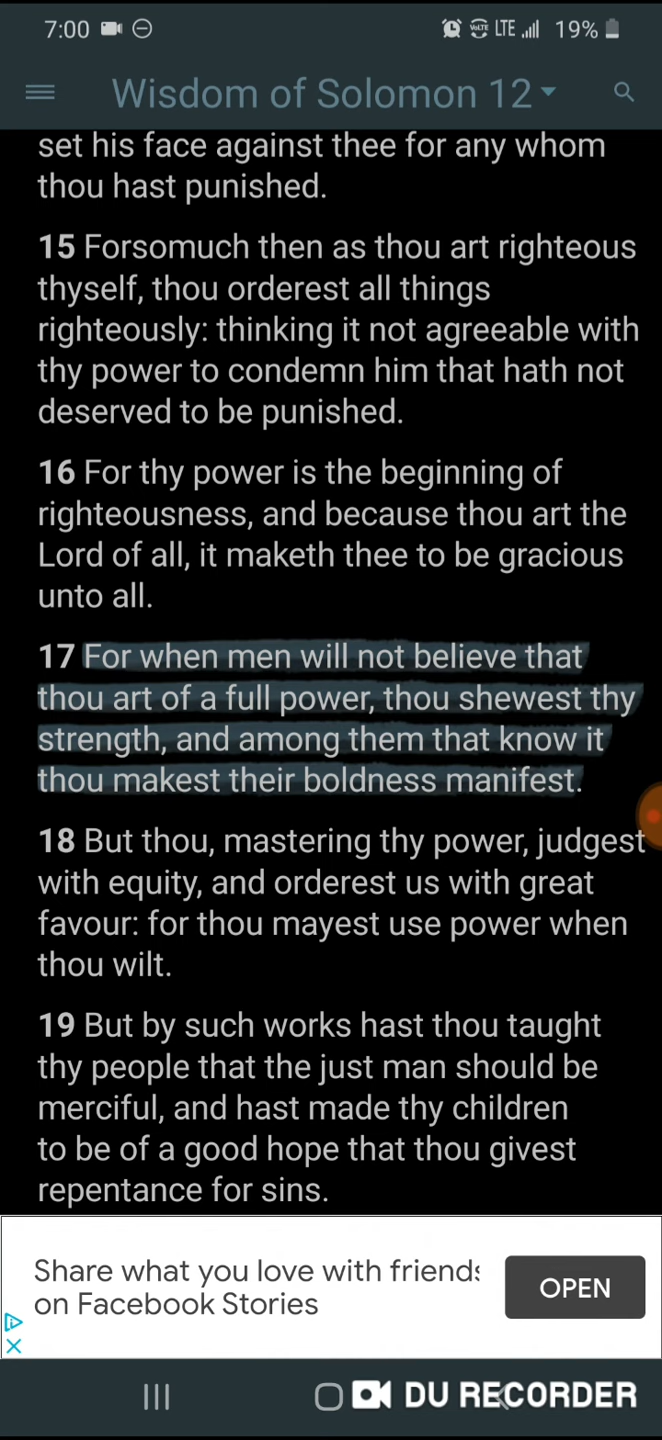 7:00
VoLTE LTE 19%
Wisdom of Solomon 12
set his face against thee for any whom
thou hast punished.
15 Forsomuch then as thou art righteous
thyself, thou orderest all things
righteously: thinking it not agreeable with
thy power to condemn him that hath not
deserved to be punished.
16 For thy power is the beginning of
righteousness, and because thou art the
Lord of all, it maketh thee to be gracious
unto all.
17 For when men will not believe that
thou art of a full power, thou shewest thy
strength, and among them that know it
thou makest their boldness manifest.
18 But thou, mastering thy power, judgest
with equity, and orderest us with great
favour: for thou mayest use power when
thou wilt.
19 But by such works hast thou taught
thy people that the just man should be
merciful, and hast made thy children
to be of a good hope that thou givest
repentance for sins.
Share what you love with friends
on Facebook Stories
OPEN
DU RECORDER